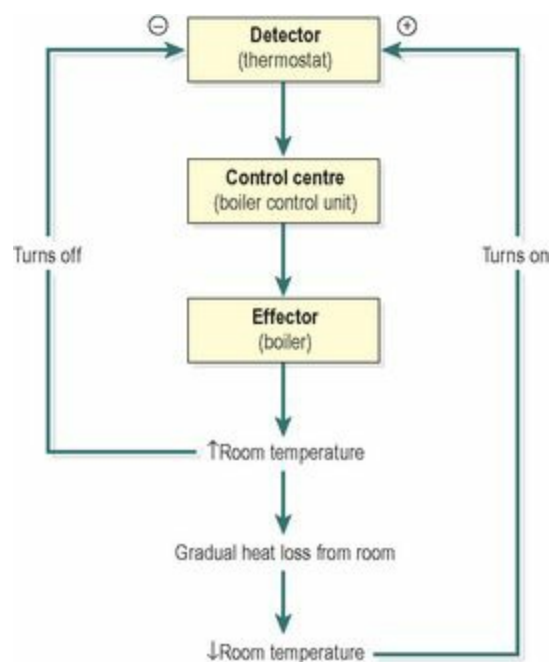 ⊖
⊕
Detector
(thermostat)
Control centre
(boiler control unit)
Turns off
Turns on
Effector
(boiler)
↑Room temperature
Gradual heat loss from room
↓Room temperature